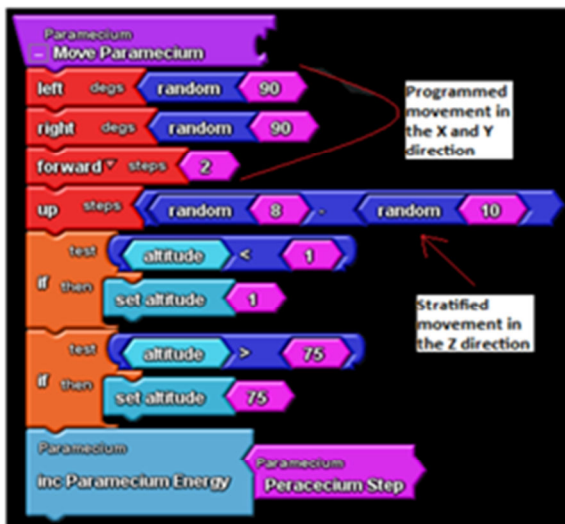 Paramecium
Move Paramecium
left degs random 90
right degs random 90
forward steps 2
up steps random 8 - random 10
test altitude < 1
if then set altitude 1
test altitude > 75
if then set altitude 75
Paramecium
inc Paramecium Energy
Paramecium
Peracecium Step
Programmed
movement in
the X and Y
direction
Stratified
movement in
the Z direction